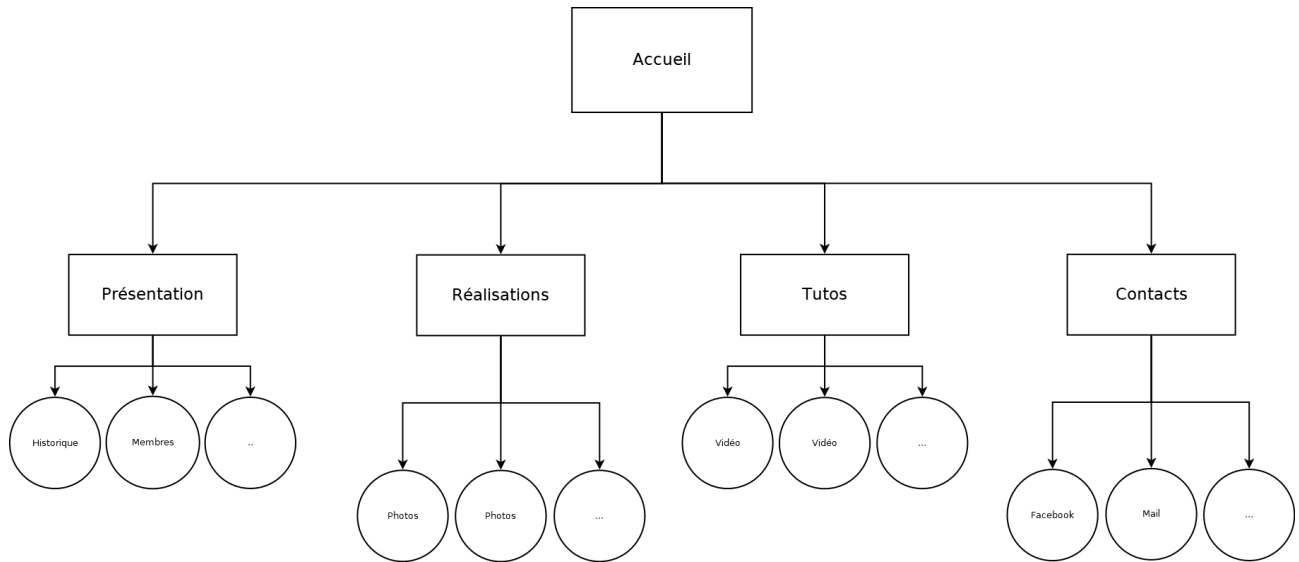 Accueil
Présentation
Réalisations
Tutos
Contacts
Historique
Membres
..
Vidéo
Vidéo
...
Photos
Photos
...
Facebook
Mail
...